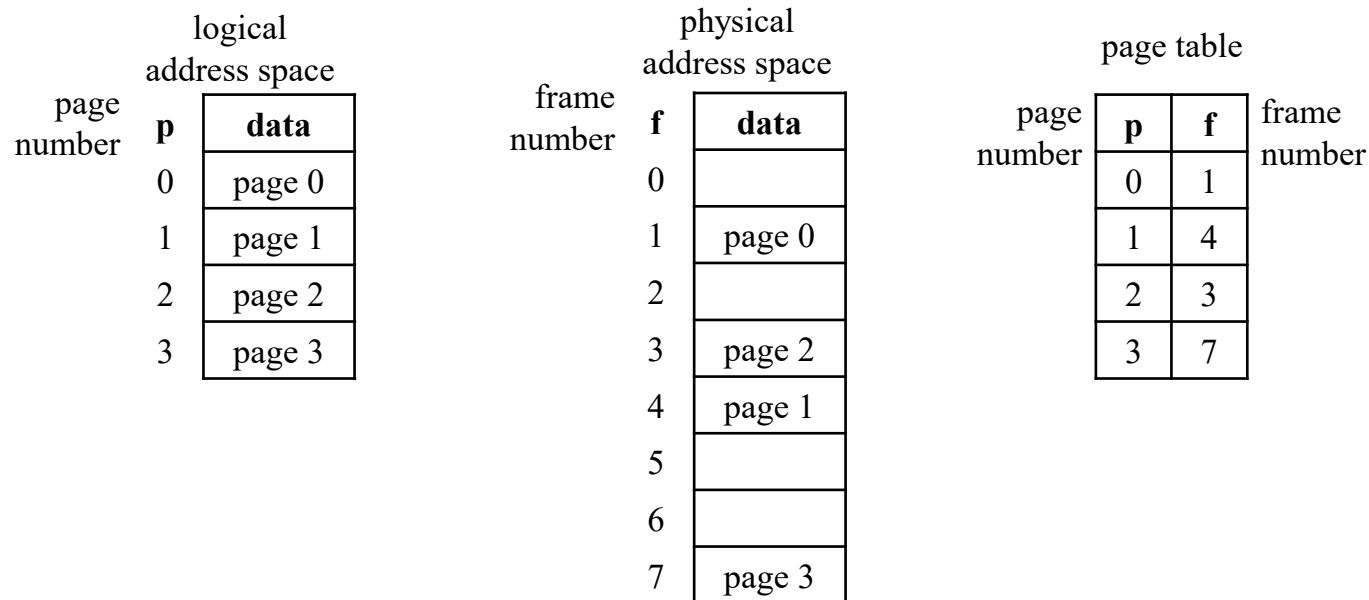 logical
address space
page
number
p data
0 page 0
1 page 1
2 page 2
3 page 3
physical
address space
frame
number
f data
0
1 page 0
2
3 page 2
4 page 1
5
6
7 page 3
page table
page
number
p f
frame
number
0 1
1 4
2 3
3 7